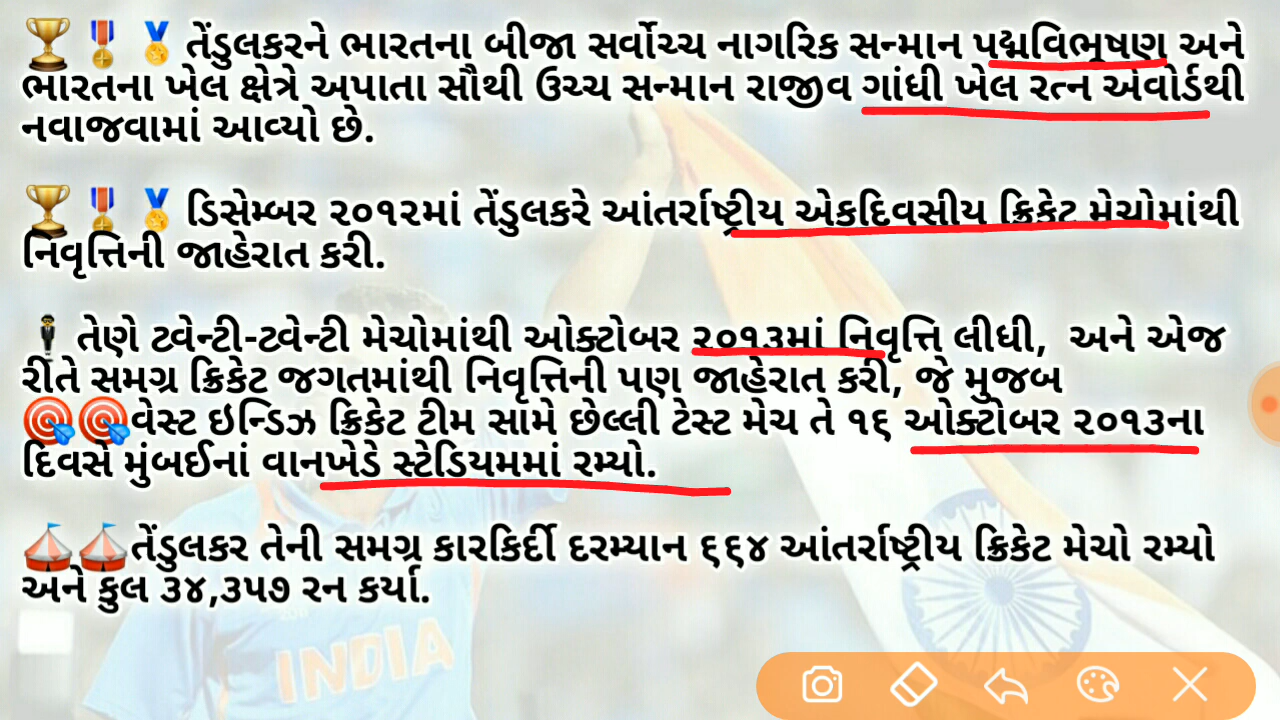 તેંડુલકરને ભારતના બીજા સર્વોચ્ચ નાગરિક સન્માન પદ્મવિભૂષણ અને
ભારતના ખેલ ક્ષેત્રે અપાતા સૌથી ઉચ્ચ સન્માન રાજીવ ગાંધી ખેલ રત્ન એવોર્ડથી
નવાજવામાં આવ્યો છે.
ડિસેમ્બર ૨૦૧૨માં તેંડુલકરે આંતર્રાષ્ટ્રીય એકદિવસીય ક્રિકેટ મેચોમાંથી
નિવૃત્તિની જાહેરાત કરી.
તેણે ટ્વેન્ટી-ટ્વેન્ટી મેચોમાંથી ઓક્ટોબર ૨૦૧૩માં નિવૃત્તિ લીધી, અને એજ
રીતે સમગ્ર ક્રિકેટ જગતમાંથી નિવૃત્તિની પણ જાહેરાત કરી, જે મુજબ
વેસ્ટ ઇન્ડિઝ ક્રિકેટ ટીમ સામે છેલ્લી ટેસ્ટ મેચ તે ૧૬ ઓક્ટોબર ૨૦૧૩ના
દિવસે મુંબઈનાં વાનખેડે સ્ટેડિયમમાં રમ્યો.
તેંડુલકર તેની સમગ્ર કારકિર્દી દરમ્યાન ૬૬૪ આંતર્રાષ્ટ્રીય ક્રિકેટ મેચો રમ્યો
અને કુલ ૩૪,૩૫૭ રન કર્યા.
INDIA